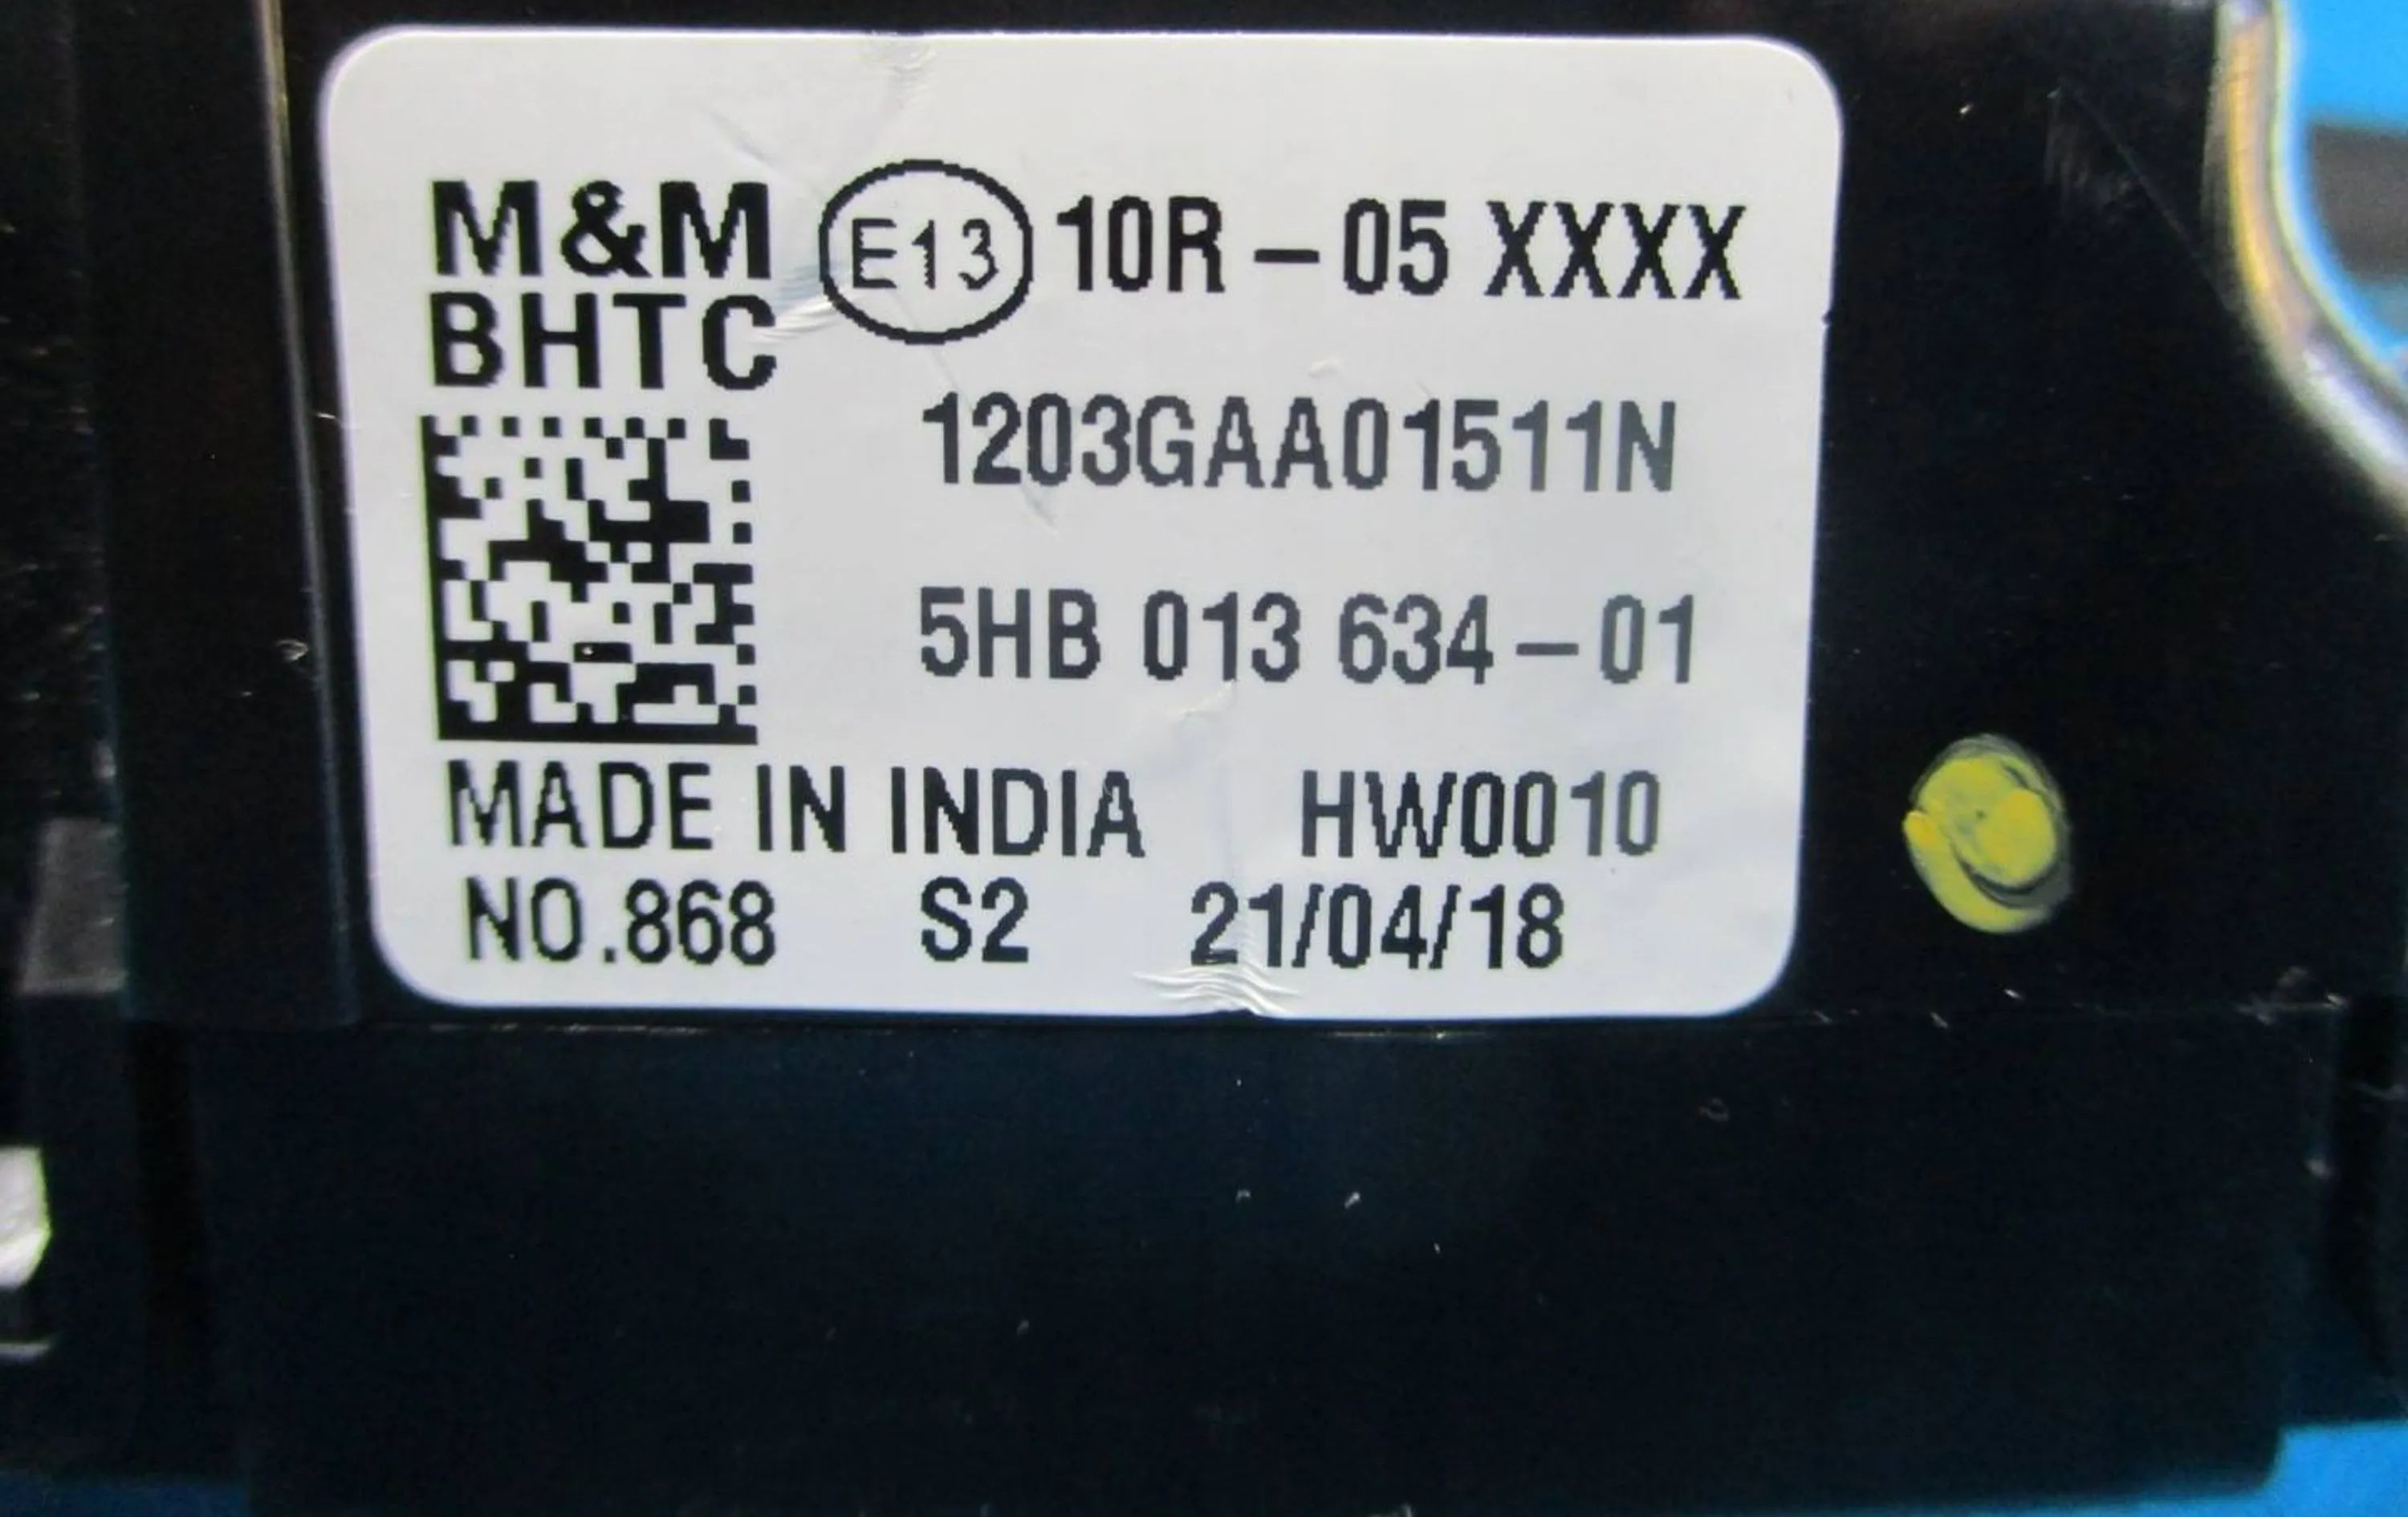 M&M E13 10R-05 XXXX
BHTC
1203GAA01511N
5HB 013 634-01
MADE IN INDIA HW0010
NO.868 S2 21/04/18